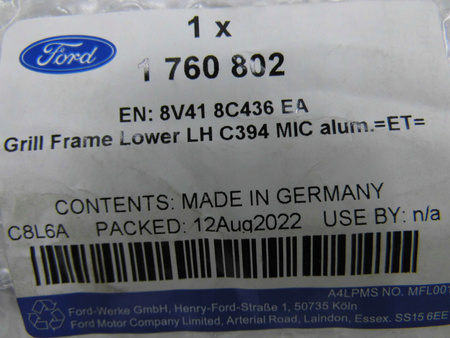 1 x
Ford
1 760 802
EN: 8V41 8C436 EA
Grill Frame Lower LH C394 MIC alum.=ET=
CONTENTS: MADE IN GERMANY
C8L6A PACKED: 12Aug2022 USE BY: n/a
A4LPMS NO. MFL001
Ford-Werke GmbH, Henry-Ford-Straße 1, 50735 Köln
Ford Motor Company Limited, Arterial Road, Laindon, Essex. SS15 6EE